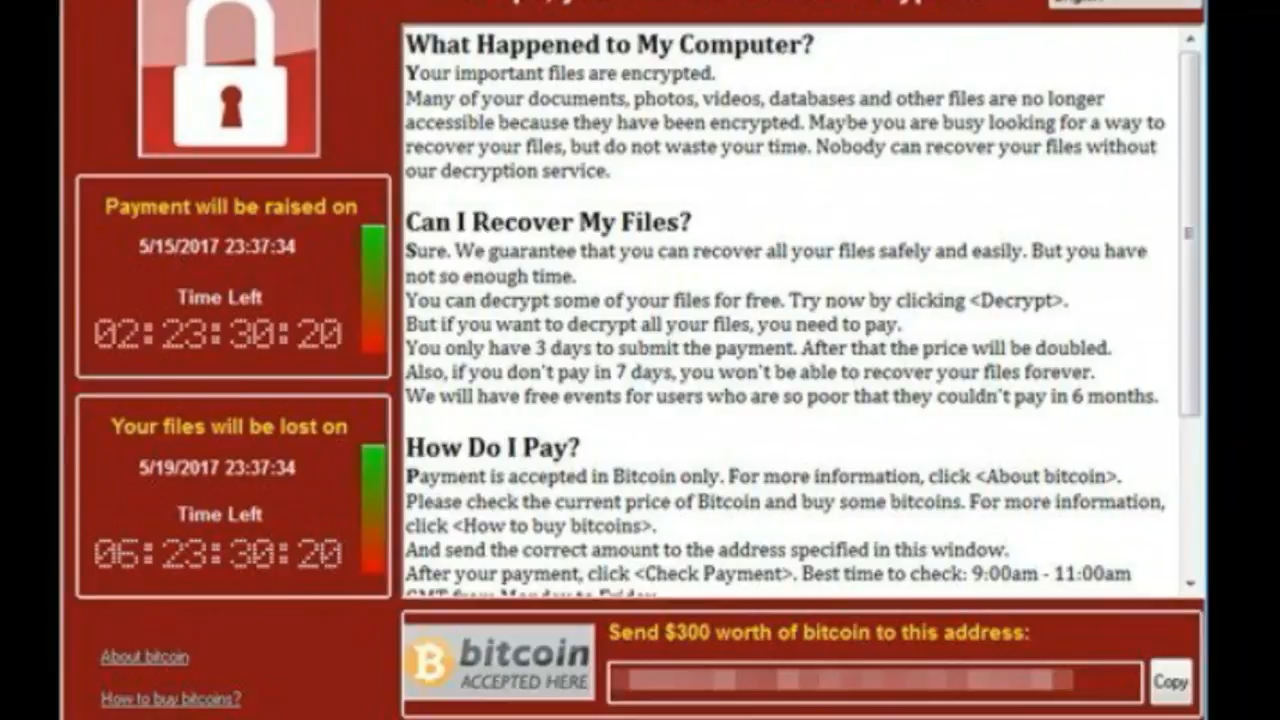 What Happened to My Computer?
Your important files are encrypted.
Many of your documents, photos, videos, databases and other files are no longer
accessible because they have been encrypted. Maybe you are busy looking for a way to
recover your files, but do not waste your time. Nobody can recover your files without
our decryption service.
Can I Recover My Files?
Sure. We guarantee that you can recover all your files safely and easily. But you have
not so enough time.
You can decrypt some of your files for free. Try now by clicking <Decrypt>.
But if you want to decrypt all your files, you need to pay.
You only have 3 days to submit the payment. After that the price will be doubled.
Also, if you don't pay in 7 days, you won't be able to recover your files forever.
We will have free events for users who are so poor that they couldn't pay in 6 months.
How Do I Pay?
Payment is accepted in Bitcoin only. For more information, click <About bitcoin>.
Please check the current price of Bitcoin and buy some bitcoins. For more information,
click <How to buy bitcoins>.
And send the correct amount to the address specified in this window.
After your payment, click <Check Payment>. Best time to check: 9:00am - 11:00am
Payment will be raised on
5/15/2017 23:37:34
Time Left
02:23:30:20
Your files will be lost on
5/19/2017 23:37:34
Time Left
06:23:30:20
About bitcoin
How to buy bitcoins?
bitcoin
ACCEPTED HERE
Send $300 worth of bitcoin to this address:
Copy